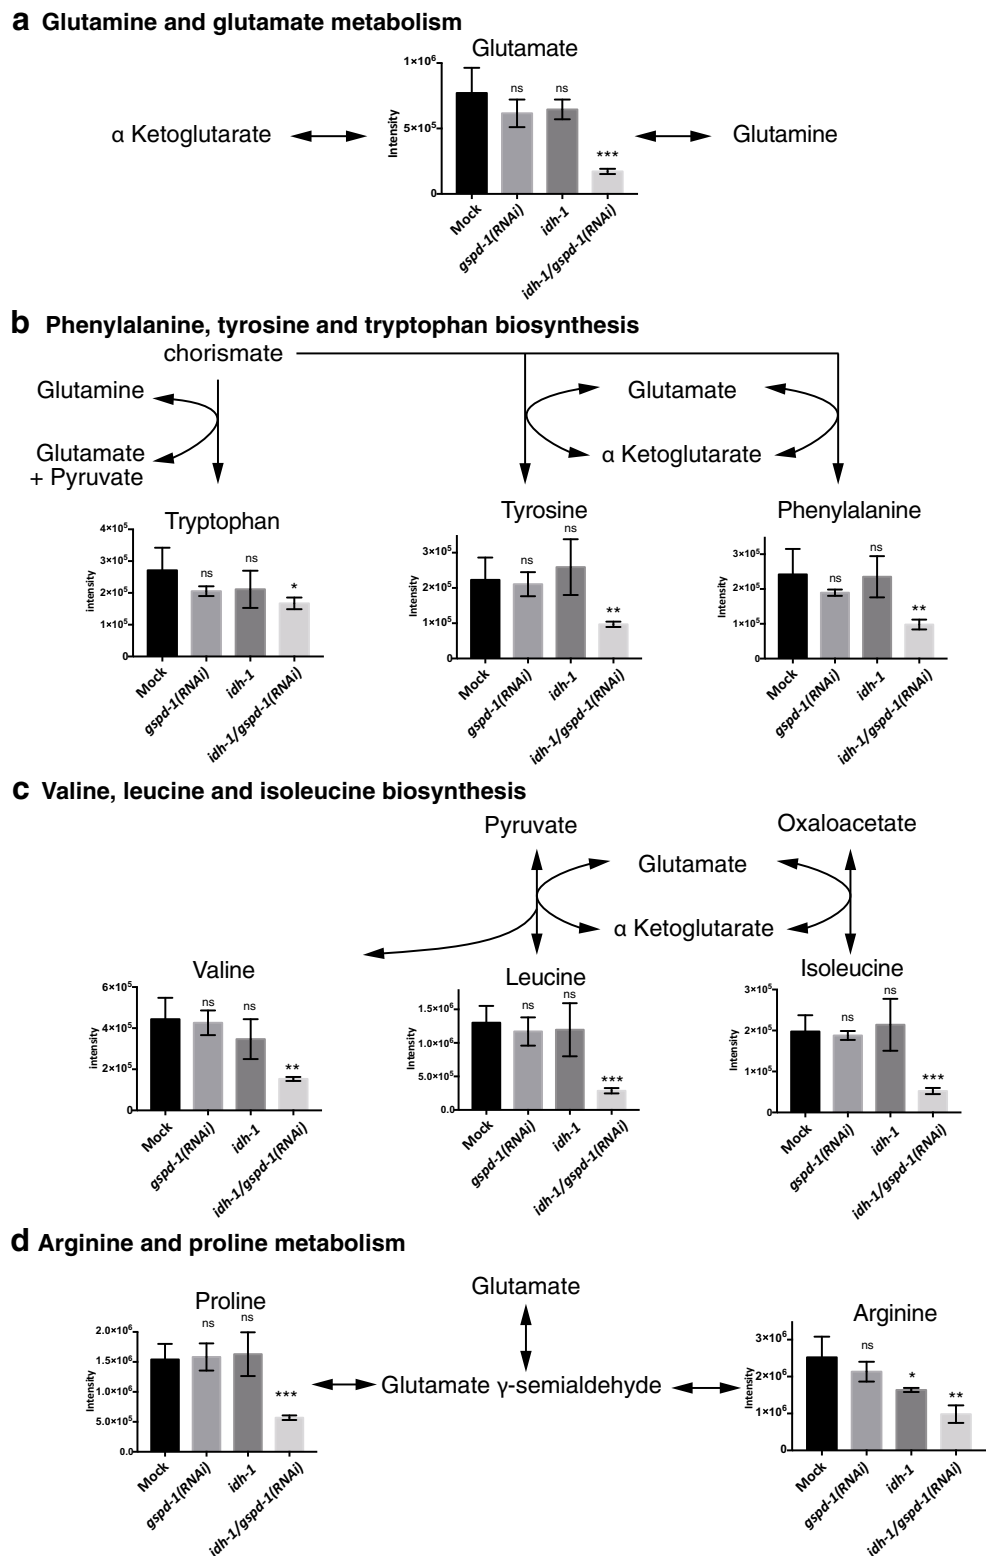 a Glutamine and glutamate metabolism
Glutamate
1×10⁶
5×10⁵
0
Intensity
ns
ns
***
α Ketoglutarate
Glutamine
Mock
gspd-1(RNAi)
idh-1
idh-1/gspd-1(RNAi)
b Phenylalanine, tyrosine and tryptophan biosynthesis
chorismate
Glutamine
Glutamate
+ Pyruvate
Glutamate
α Ketoglutarate
Tryptophan
4×10⁵
3×10⁵
2×10⁵
1×10⁵
0
intensity
ns
ns
*
Mock
gspd-1(RNAi)
idh-1
idh-1/gspd-1(RNAi)
Tyrosine
3×10⁵
2×10⁵
1×10⁵
0
Intensity
ns
ns
**
Mock
gspd-1(RNAi)
idh-1
idh-1/gspd-1(RNAi)
Phenylalanine
3×10⁵
2×10⁵
1×10⁵
0
Intensity
ns
ns
**
Mock
gspd-1(RNAi)
idh-1
idh-1/gspd-1(RNAi)
c Valine, leucine and isoleucine biosynthesis
Pyruvate
Oxaloacetate
Glutamate
α Ketoglutarate
Valine
6×10⁵
4×10⁵
2×10⁵
0
intensity
ns
ns
**
Mock
gspd-1(RNAi)
idh-1
idh-1/gspd-1(RNAi)
Leucine
1.5×10⁶
1.0×10⁶
5.0×10⁵
0.0
Intensity
ns
ns
***
Mock
gspd-1(RNAi)
idh-1
idh-1/gspd-1(RNAi)
Isoleucine
3×10⁵
2×10⁵
1×10⁵
0
Intensity
ns
ns
***
Mock
gspd-1(RNAi)
idh-1
idh-1/gspd-1(RNAi)
d Arginine and proline metabolism
Glutamate
Glutamate γ-semialdehyde
Proline
2.0×10⁶
1.5×10⁶
1.0×10⁶
5.0×10⁵
0.0
Intensity
ns
ns
***
Mock
gspd-1(RNAi)
idh-1
idh-1/gspd-1(RNAi)
Arginine
3×10⁶
2×10⁶
1×10⁶
0
Intensity
ns
*
**
Mock
gspd-1(RNAi)
idh-1
idh-1/gspd-1(RNAi)